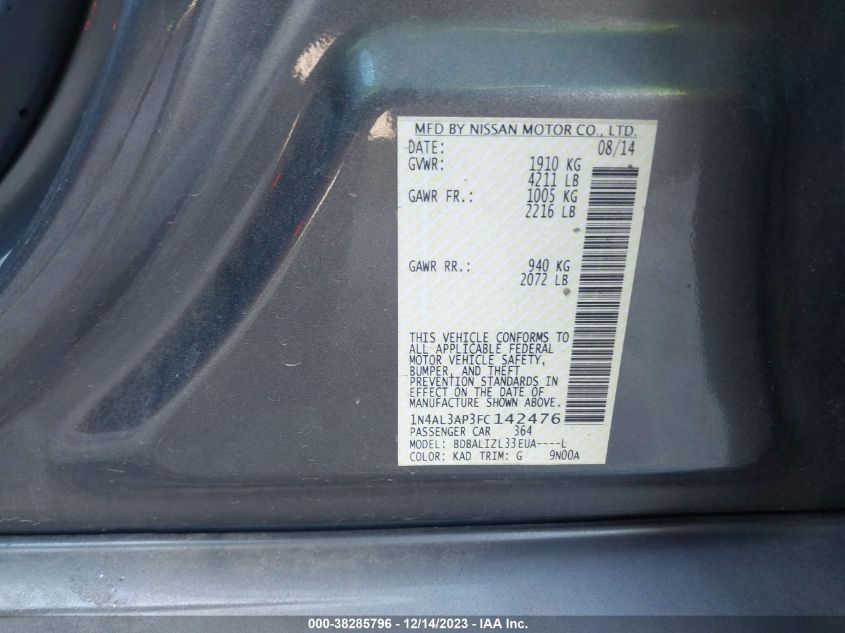 MFD BY NISSAN MOTOR CO., LTD.
DATE: 08/14
GVWR: 1910 KG
4211 LB
GAWR FR.: 1005 KG
2216 LB
GAWR RR.: 940 KG
2072 LB
THIS VEHICLE CONFORMS TO
ALL APPLICABLE FEDERAL
MOTOR VEHICLE SAFETY,
BUMPER, AND THEFT
PREVENTION STANDARDS IN
EFFECT ON THE DATE OF
MANUFACTURE SHOWN ABOVE.
1N4AL3AP3FC142476
PASSENGER CAR 364
MODEL: BDBALIZL33EUA----L
COLOR: KAD TRIM: G 9N00A
000-38285796 - 12/14/2023 - IAA Inc.